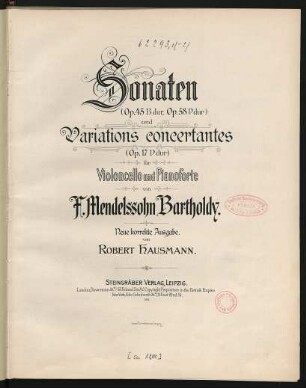 Sonaten
(Op. 45 B dur, Op. 58 D dur)
und
Variations concertantes
(Op. 17 D dur)
für
Violoncello und Pianoforte
von
F. Mendelssohn Bartholdy.
Neue korrekte Ausgabe
von
ROBERT HAUSMANN.
STEINGRÄBER VERLAG, LEIPZIG.